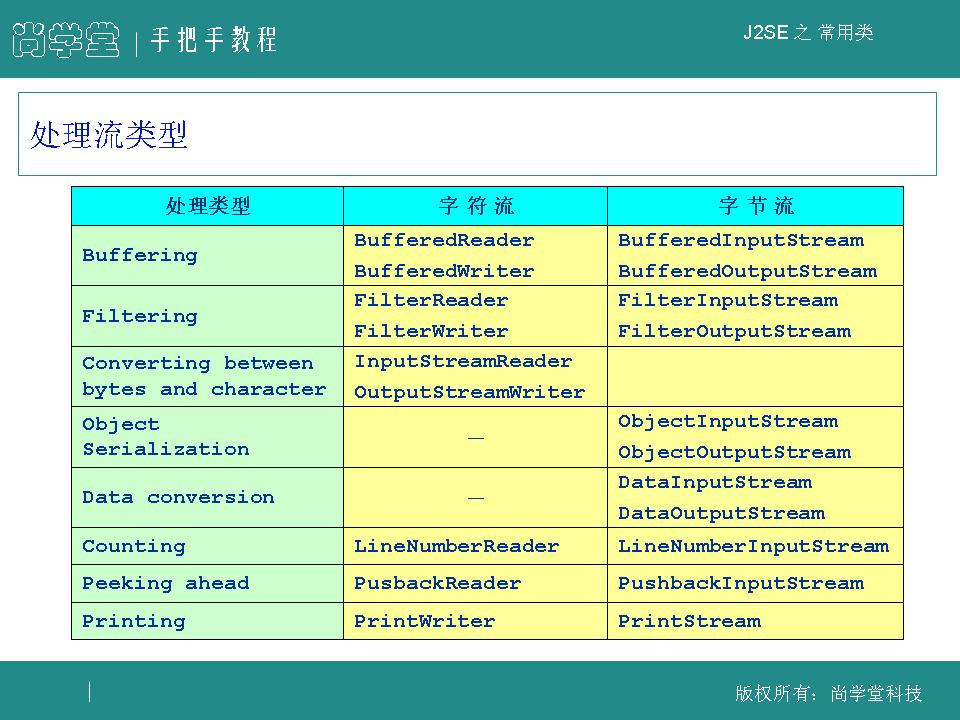 尚学堂 | 手把手教程
J2SE 之 常用类
处理流类型
处理类型 字 符 流 字 节 流
Buffering
BufferedReader
BufferedWriter
BufferedInputStream
BufferedOutputStream
Filtering
FilterReader
FilterWriter
FilterInputStream
FilterOutputStream
Converting between
bytes and character
InputStreamReader
OutputStreamWriter
Object
Serialization
—
ObjectInputStream
ObjectOutputStream
Data conversion
—
DataInputStream
DataOutputStream
Counting LineNumberReader LineNumberInputStream
Peeking ahead PusbackReader PushbackInputStream
Printing PrintWriter PrintStream
版权所有：尚学堂科技